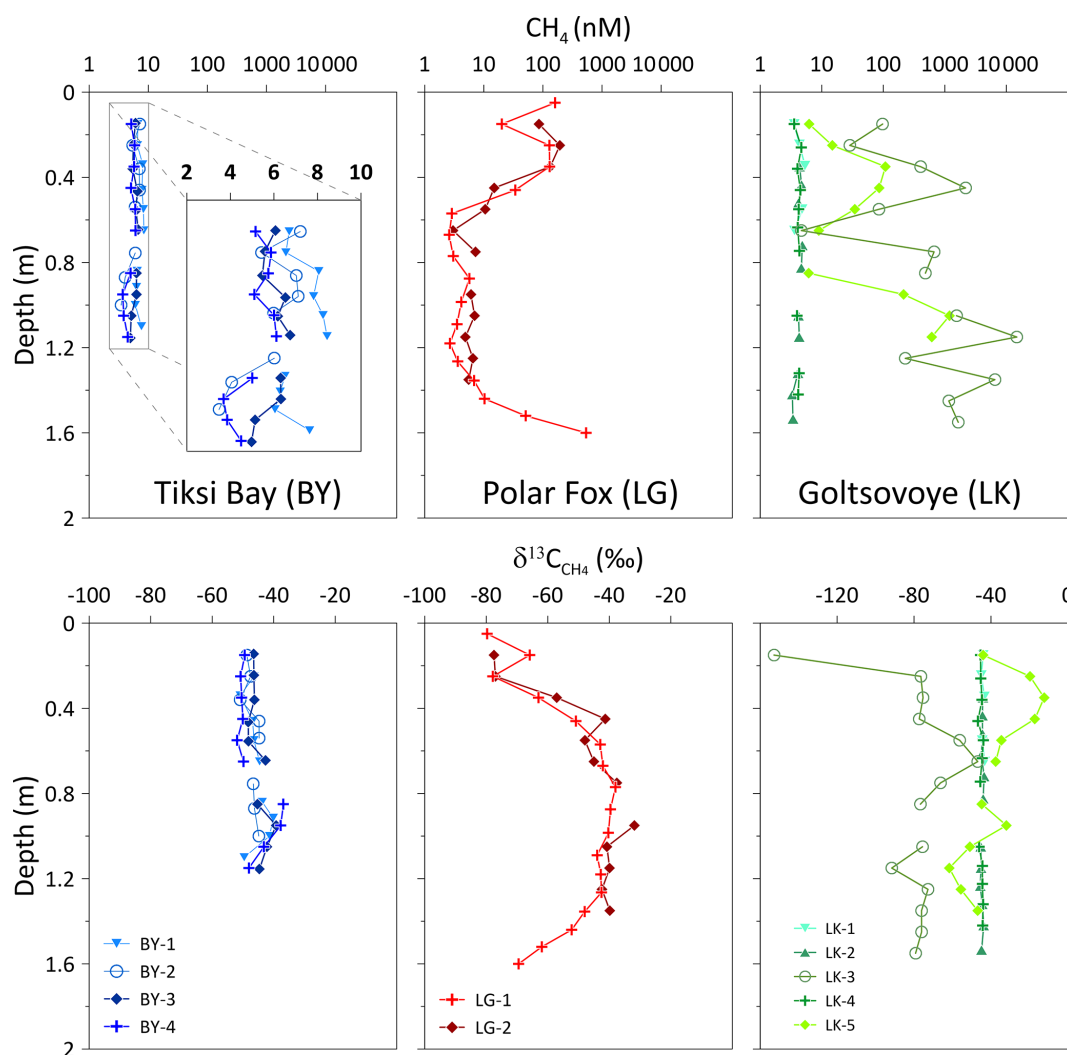 CH₄ (nM)
1 10 100 1000 10000
1 10 100 1000 10000
1 10 100 1000 10000
Depth (m)
0
0.4
0.8
1.2
1.6
2
2 4 6 8 10
Tiksi Bay (BY)
Polar Fox (LG)
Goltsovoye (LK)
δ¹³C_CH₄ (‰)
-100 -80 -60 -40 -20
-100 -80 -60 -40 -20
-120 -80 -40 0
Depth (m)
0
0.4
0.8
1.2
1.6
2
BY-1
BY-2
BY-3
BY-4
LG-1
LG-2
LK-1
LK-2
LK-3
LK-4
LK-5